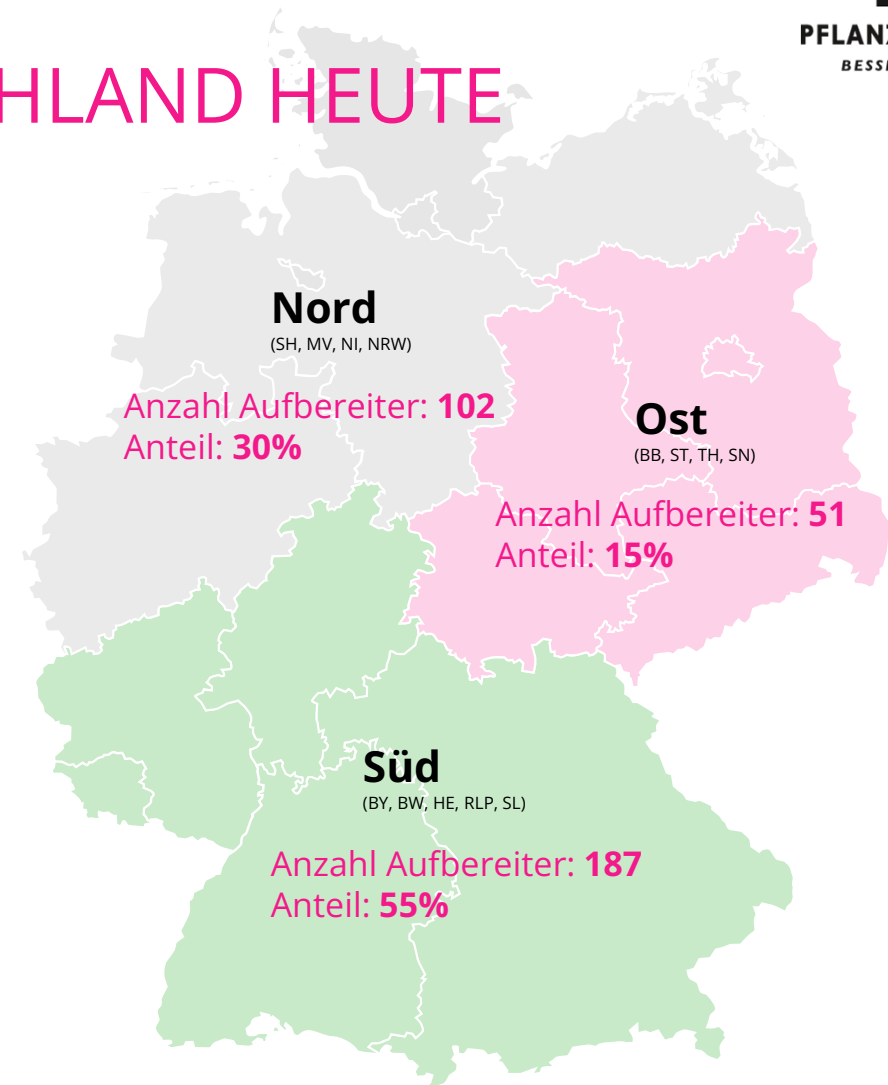 PFLANZ
BESS
HLAND HEUTE
Nord
(SH, MV, NI, NRW)
Anzahl Aufbereiter: 102
Anteil: 30%
Ost
(BB, ST, TH, SN)
Anzahl Aufbereiter: 51
Anteil: 15%
Süd
(BY, BW, HE, RLP, SL)
Anzahl Aufbereiter: 187
Anteil: 55%